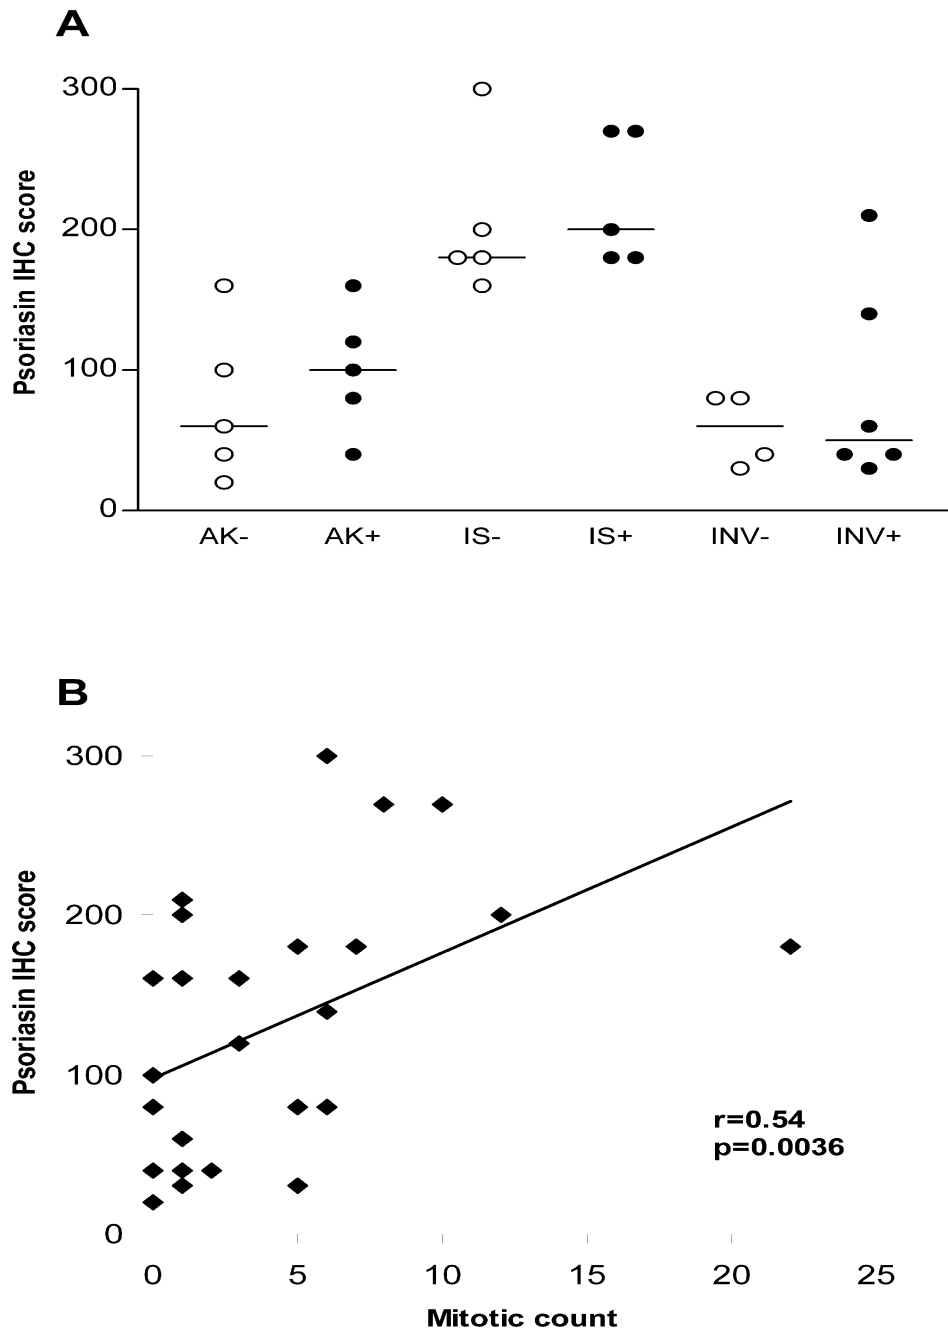 A
Psoriasin IHC score
300
200
100
0
AK- AK+ IS- IS+ INV- INV+
B
Psoriasin IHC score
300
200
100
0
r=0.54
p=0.0036
0 5 10 15 20 25
Mitotic count